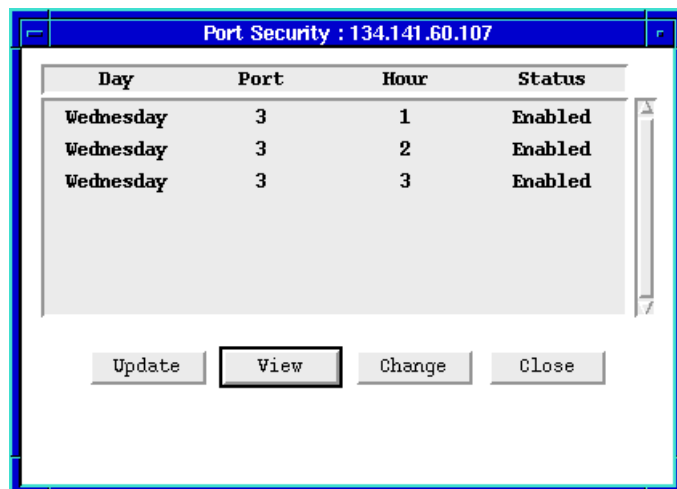 Port Security : 134.141.60.107
Day Port Hour Status
Wednesday 3 1 Enabled
Wednesday 3 2 Enabled
Wednesday 3 3 Enabled
Update View Change Close